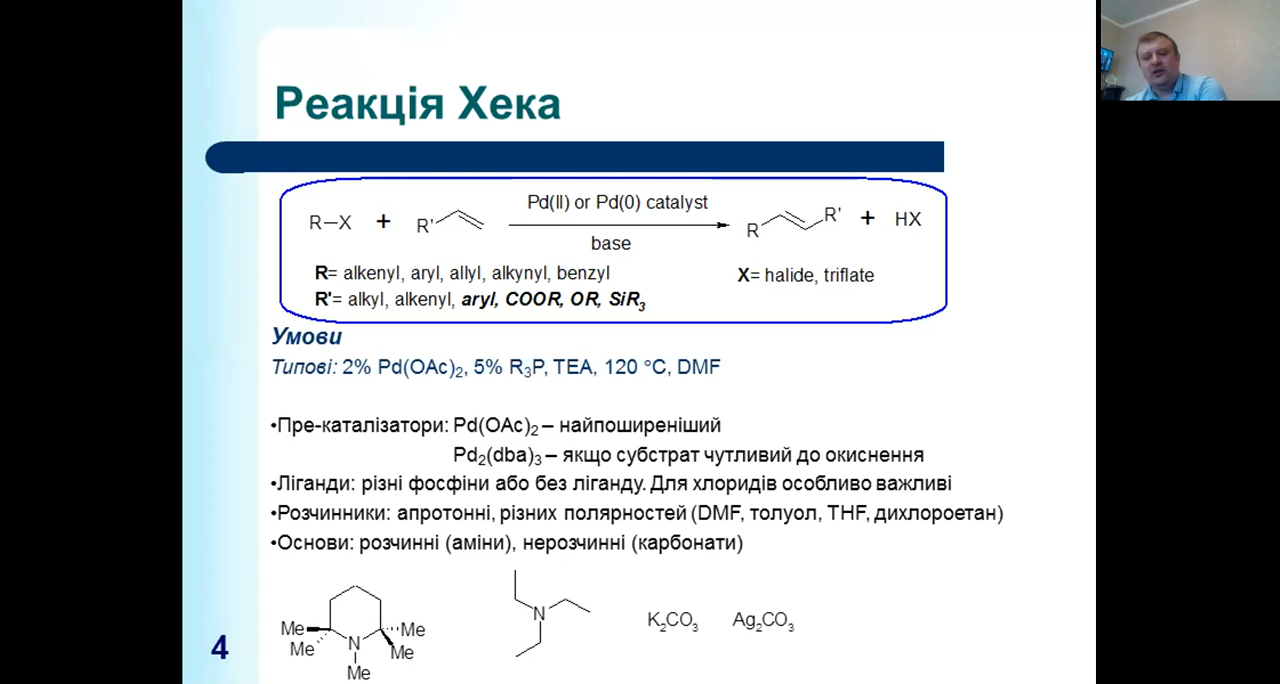 Реакція Хека
Pd(II) or Pd(0) catalyst
R–X + R' R R' + HX
base
R= alkenyl, aryl, allyl, alkynyl, benzyl X= halide, triflate
R'= alkyl, alkenyl, aryl, COOR, OR, SiR3
Умови
Типові: 2% Pd(OAc)2, 5% R3P, TEA, 120 °C, DMF
•Пре-каталізатори: Pd(OAc)2 – найпоширеніший
Pd2(dba)3 – якщо субстрат чутливий до окиснення
•Ліганди: різні фосфіни або без ліганду. Для хлоридів особливо важливі
•Розчинники: апротонні, різних полярностей (DMF, толуол, THF, дихлороетан)
•Основи: розчинні (аміни), нерозчинні (карбонати)
Me Me N Me Me Me
N
K2CO3 Ag2CO3
4